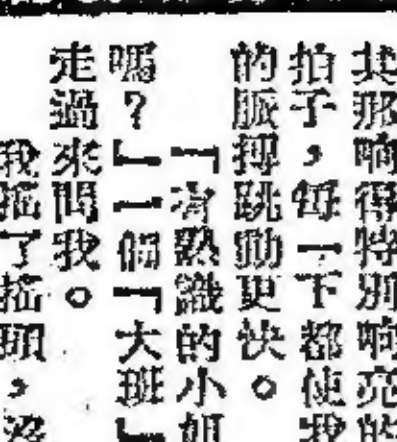 其那响得特別响亮的
拍子，每一下都使我
的脈搏跳動更快。
「有熟識的小姐
嗎？」一個「大班」
走過來問我。
我搖了搖頭，沒